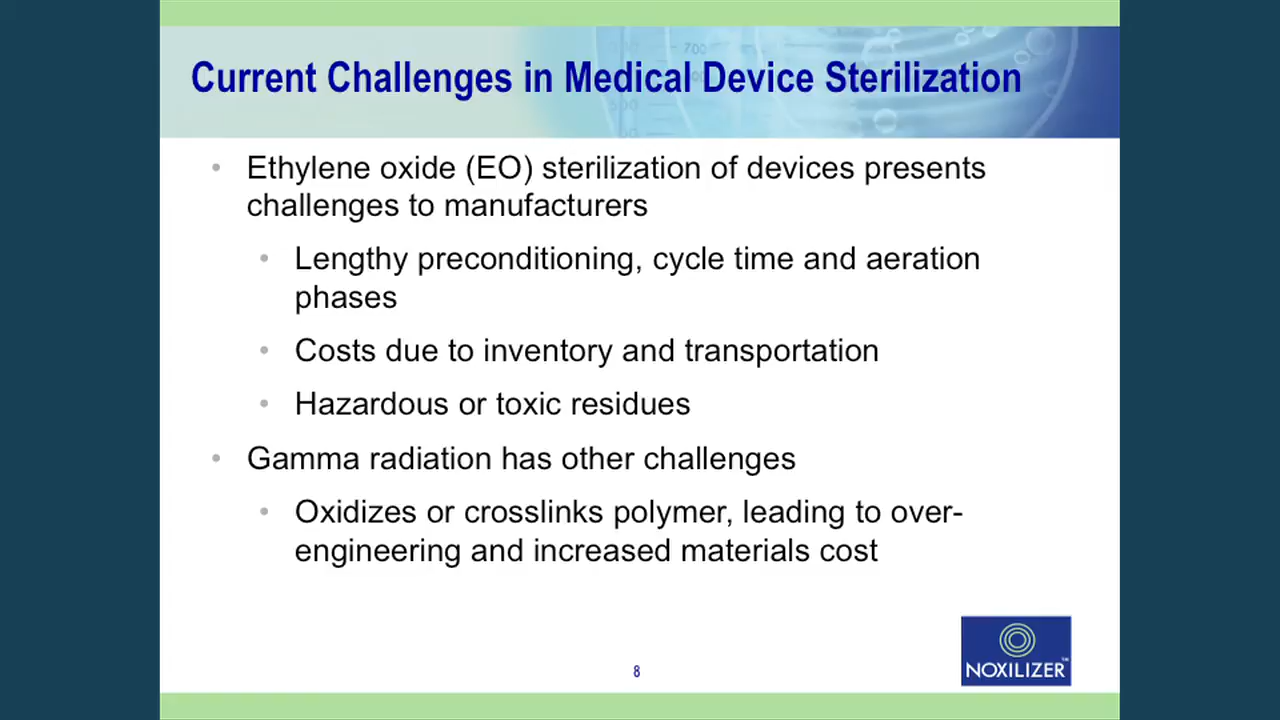 Current Challenges in Medical Device Sterilization
• Ethylene oxide (EO) sterilization of devices presents
challenges to manufacturers
• Lengthy preconditioning, cycle time and aeration
phases
• Costs due to inventory and transportation
• Hazardous or toxic residues
• Gamma radiation has other challenges
• Oxidizes or crosslinks polymer, leading to over-
engineering and increased materials cost
8
NOXILIZER™